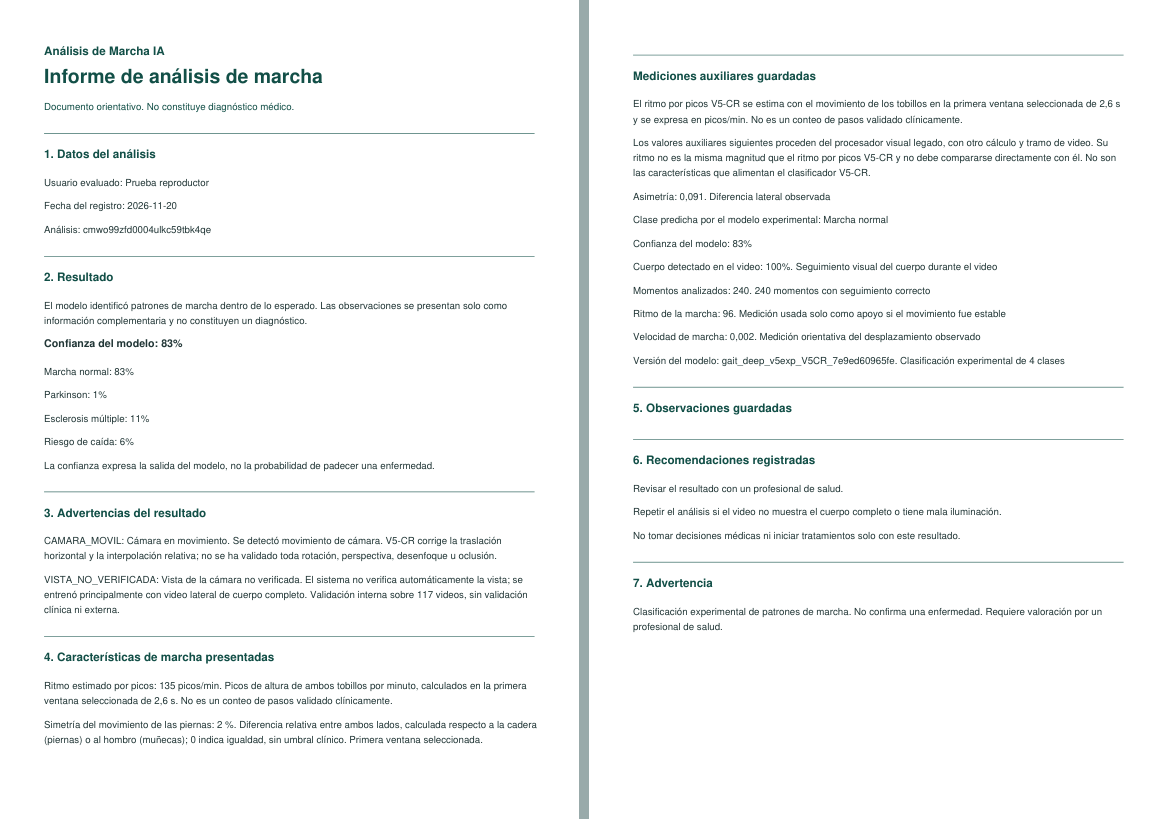 Análisis de Marcha IA
Informe de análisis de marcha
Documento orientativo. No constituye diagnóstico médico.
1. Datos del análisis
Usuario evaluado: Prueba reproductor
Fecha del registro: 2026-11-20
Análisis: cmwo99zfd0004ulkc59tbk4qe
2. Resultado
El modelo identificó patrones de marcha dentro de lo esperado. Las observaciones se presentan solo como
información complementaria y no constituyen un diagnóstico.
Confianza del modelo: 83%
Marcha normal: 83%
Parkinson: 1%
Esclerosis múltiple: 11%
Riesgo de caída: 6%
La confianza expresa la salida del modelo, no la probabilidad de padecer una enfermedad.
3. Advertencias del resultado
CAMARA_MOVIL: Cámara en movimiento. Se detectó movimiento de cámara. V5-CR corrige la traslación
horizontal y la interpolación relativa; no se ha validado toda rotación, perspectiva, desenfoque u oclusión.
VISTA_NO_VERIFICADA: Vista de la cámara no verificada. El sistema no verifica automáticamente la vista; se
entrenó principalmente con video lateral de cuerpo completo. Validación interna sobre 117 videos, sin validación
clínica ni externa.
4. Características de marcha presentadas
Ritmo estimado por picos: 135 picos/min. Picos de altura de ambos tobillos por minuto, calculados en la primera
ventana seleccionada de 2,6 s. No es un conteo de pasos validado clínicamente.
Simetría del movimiento de las piernas: 2 %. Diferencia relativa entre ambos lados, calculada respecto a la cadera
(piernas) o al hombro (muñecas); 0 indica igualdad, sin umbral clínico. Primera ventana seleccionada.
Mediciones auxiliares guardadas
El ritmo por picos V5-CR se estima con el movimiento de los tobillos en la primera ventana seleccionada de 2,6 s
y se expresa en picos/min. No es un conteo de pasos validado clínicamente.
Los valores auxiliares siguientes proceden del procesador visual legado, con otro cálculo y tramo de video. Su
ritmo no es la misma magnitud que el ritmo por picos V5-CR y no debe compararse directamente con él. No son
las características que alimentan el clasificador V5-CR.
Asimetría: 0,091. Diferencia lateral observada
Clase predicha por el modelo experimental: Marcha normal
Confianza del modelo: 83%
Cuerpo detectado en el video: 100%. Seguimiento visual del cuerpo durante el video
Momentos analizados: 240. 240 momentos con seguimiento correcto
Ritmo de la marcha: 96. Medición usada solo como apoyo si el movimiento fue estable
Velocidad de marcha: 0,002. Medición orientativa del desplazamiento observado
Versión del modelo: gait_deep_v5exp_V5CR_7e9ed60965fe. Clasificación experimental de 4 clases
5. Observaciones guardadas
6. Recomendaciones registradas
Revisar el resultado con un profesional de salud.
Repetir el análisis si el video no muestra el cuerpo completo o tiene mala iluminación.
No tomar decisiones médicas ni iniciar tratamientos solo con este resultado.
7. Advertencia
Clasificación experimental de patrones de marcha. No confirma una enfermedad. Requiere valoración por un
profesional de salud.